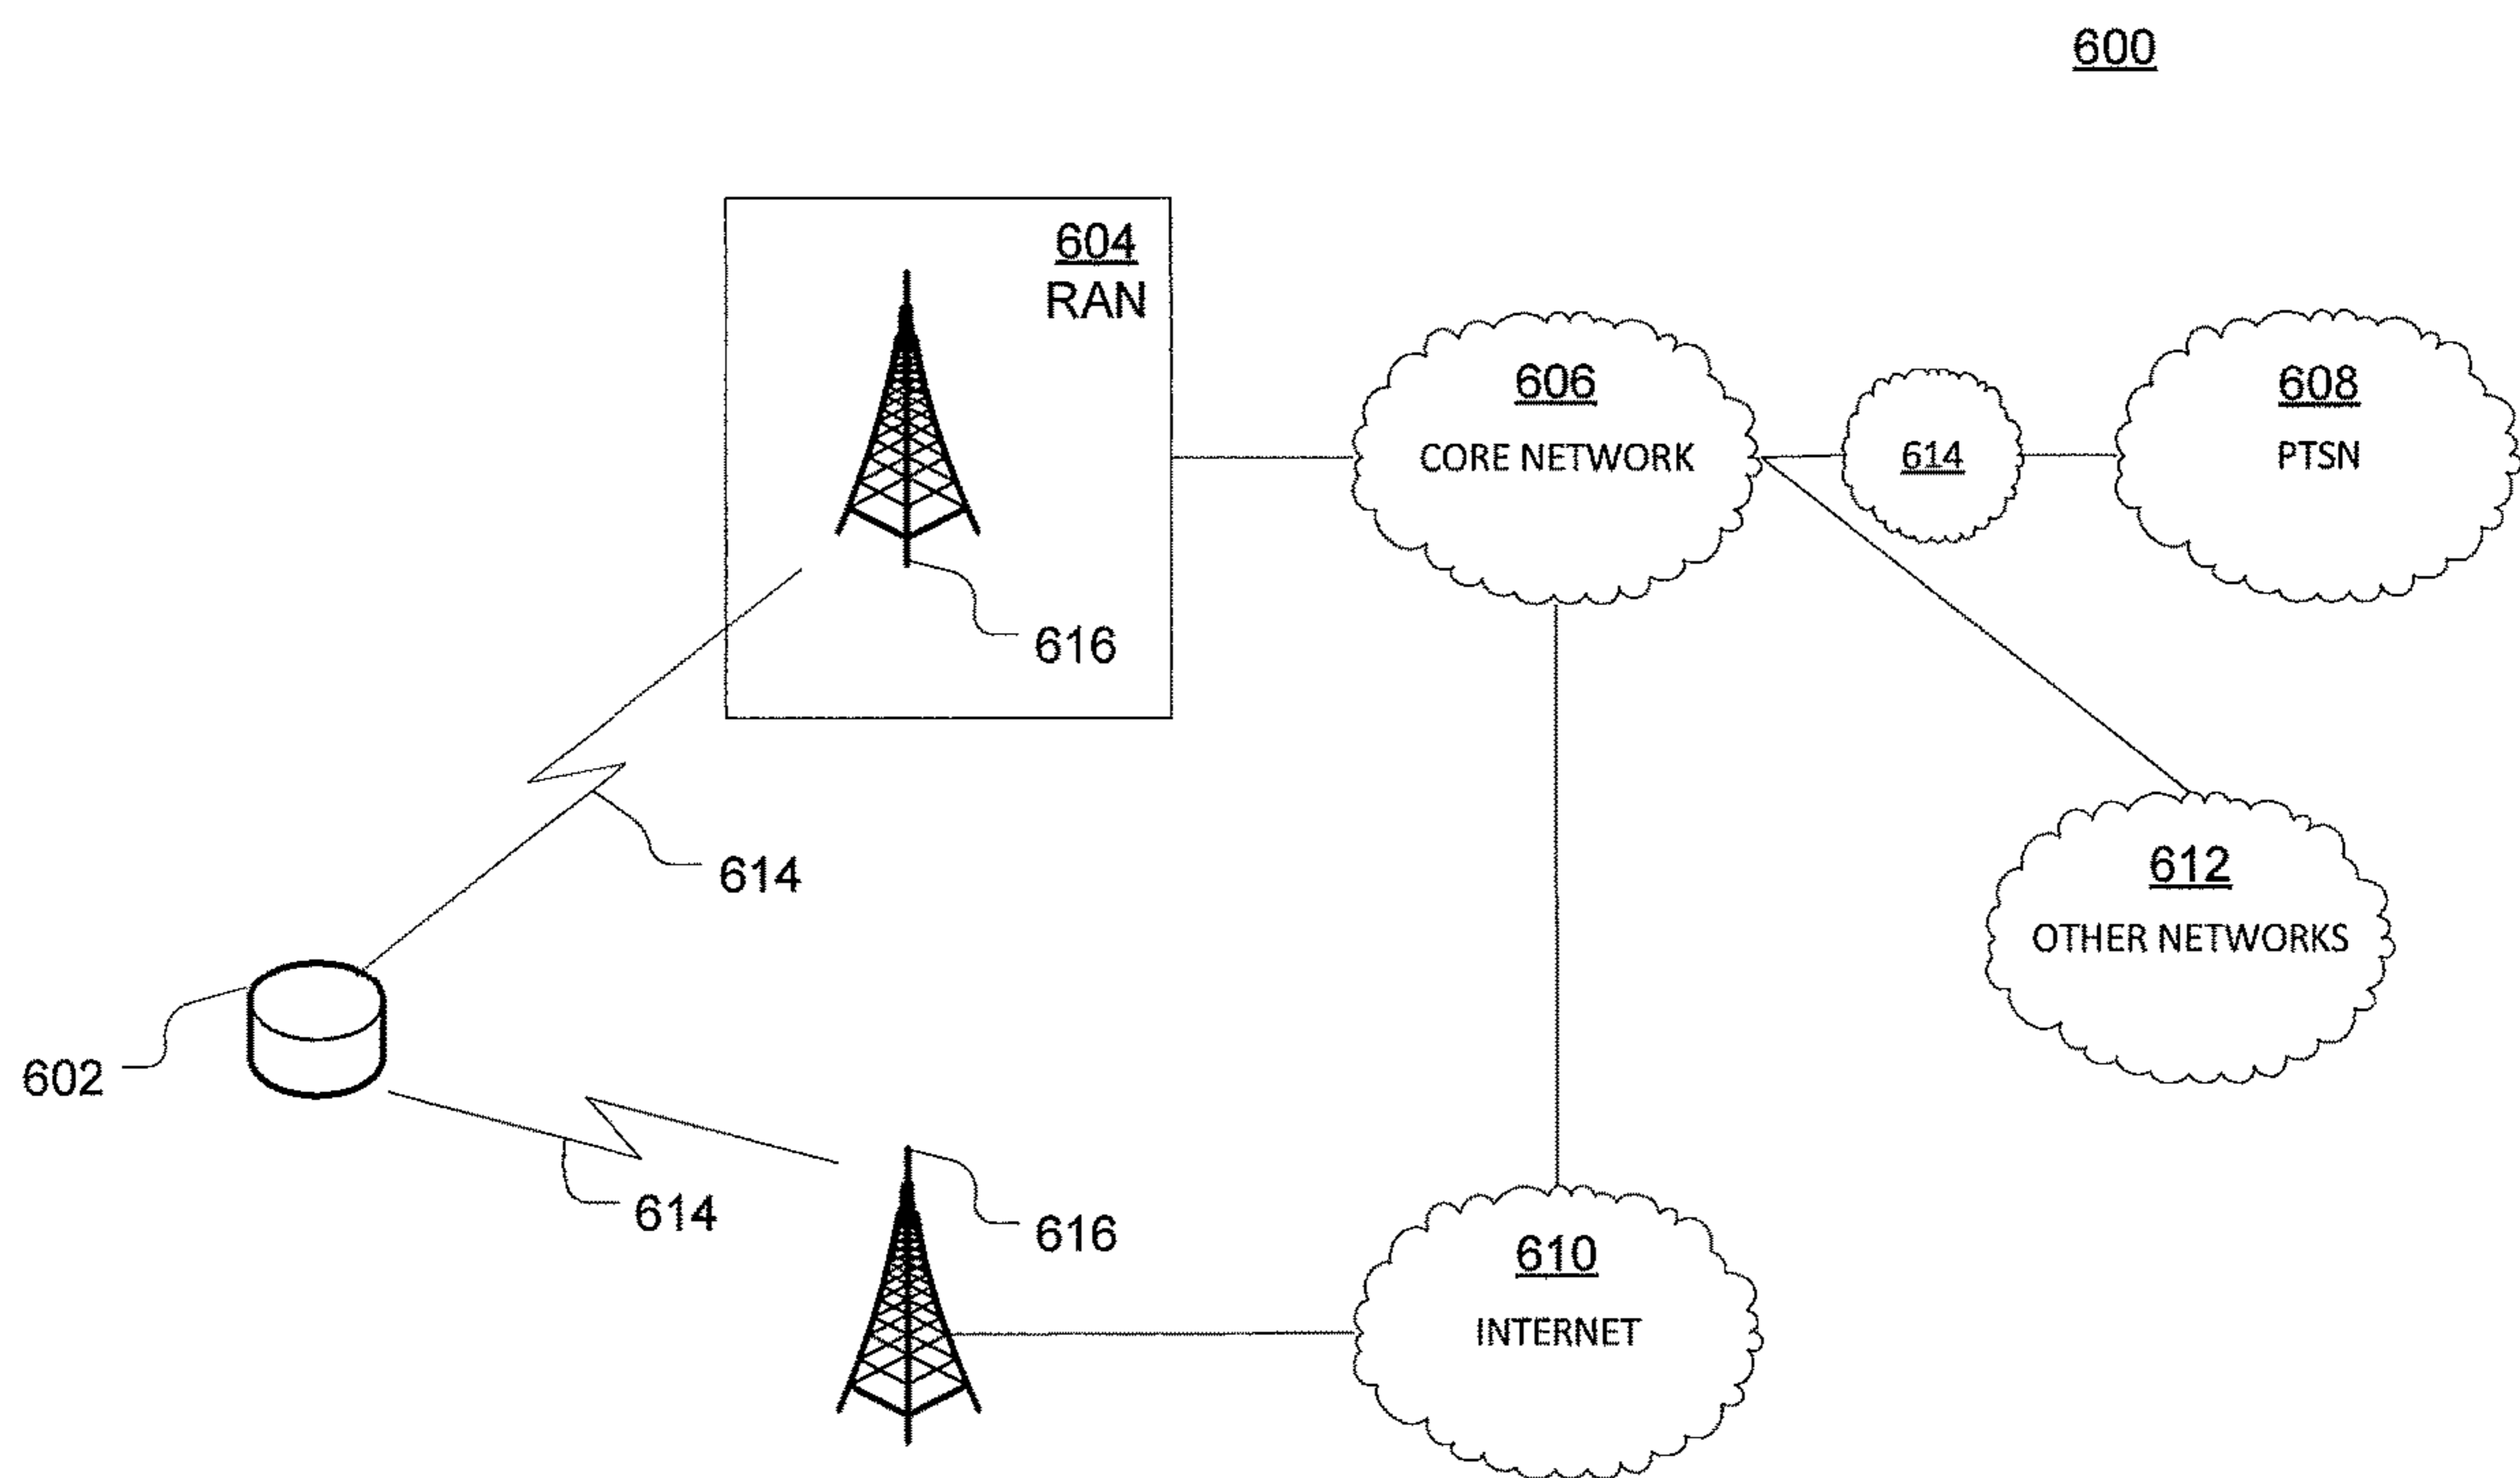 600
604
RAN
606
CORE NETWORK
614
608
PTSN
616
614
612
OTHER NETWORKS
602
614
616
610
INTERNET